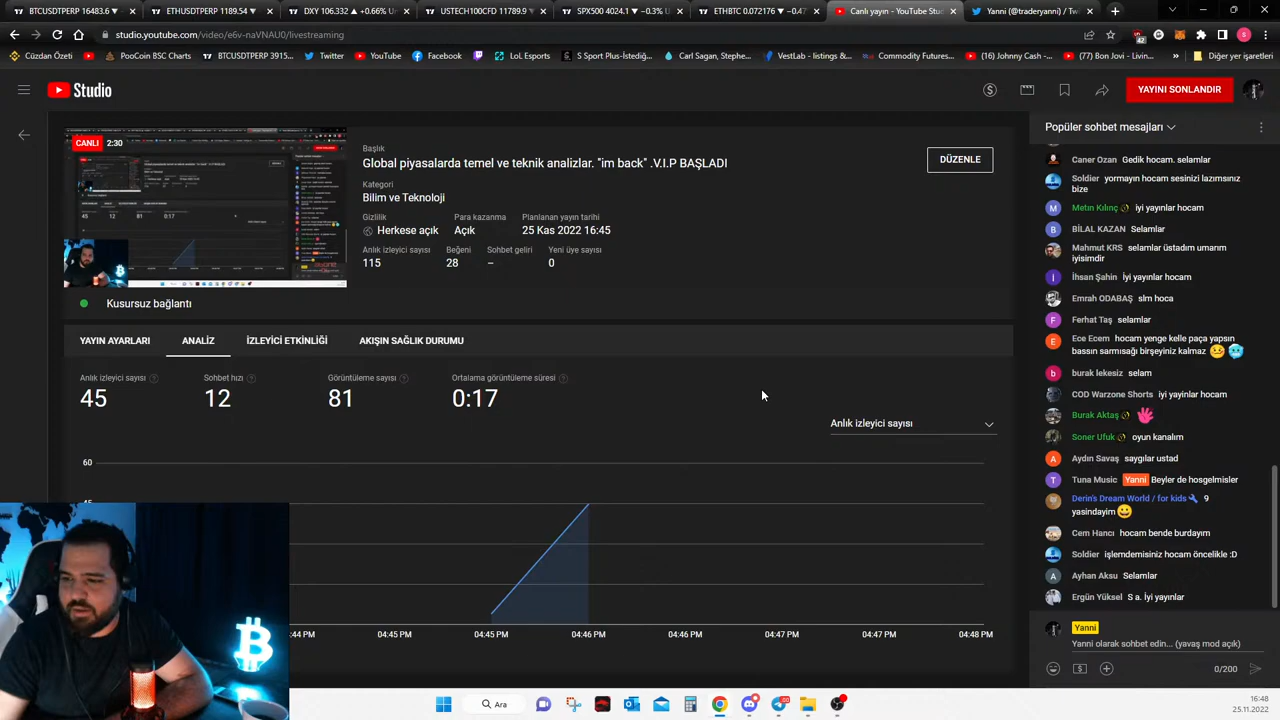 BTCUSDTPERP 16483.6
ETHUSDTPERP 1189.54
DXY 106.332 ▲ +0.66% Un
USTECH100CFD 11789.9
SPX500 4024.1 ▼ −0.3% U
ETHBTC 0.072176 ▼ −0.47
Canlı yayın - YouTube Stu
Yanni (@traderyanni) / Tw
studio.youtube.com/video/e6v-naVNAU0/livestreaming
42
S
Cüzdan Özeti
PooCoin BSC Charts
BTCUSDTPERP 15713...
Twitter
YouTube
Facebook
LoL Esports
S Sport Plus-İstediğ...
Carl Sagan, Stephe...
VestLab - listings &...
Commodity Futures...
(16) Johnny Cash -...
(77) Bon Jovi - Livin...
»
Diğer yer işaretleri
Studio
YAYINI SONLANDIR
CANLI 2:30
Başlık
Global piyasalarda temel ve teknik analizlar. "im back" .V.I.P BAŞLADI
DÜZENLE
Kategori
Bilim ve Teknoloji
Gizlilik
Para kazanma
Planlanan yayın tarihi
Herkese açık
Açık
25 Kas 2022 16:45
Anlık izleyici sayısı
Beğeni
Sohbet geliri
Yeni üye sayısı
115
28
—
0
Kusursuz bağlantı
YAYIN AYARLARI
ANALİZ
İZLEYİCİ ETKİNLİĞİ
AKIŞIN SAĞLIK DURUMU
Anlık izleyici sayısı
Sohbet hızı
Görüntüleme sayısı
Ortalama görüntüleme süresi
45
12
81
0:17
Anlık izleyici sayısı
60
45
:44 PM
04:45 PM
04:45 PM
04:46 PM
04:46 PM
04:47 PM
04:47 PM
04:48 PM
Popüler sohbet mesajları
Caner aslan Gedik hocam selamlar
Soldier yormayın hocam sesinizi lazımsınız
bize
Metin Kılınç iyi yayınlar hocam
BİLAL OZAN Selamlar
Mahmut KRS selamlar üstadım umarım
iyisimdir
İhsan Şahin İyi yayınlar hocam
Emrah ODABAŞ slm hoca
Ferhat Taş selamlar
Ece Ecem hocam yenge kelle paça yapsın
bassın sarmısağı birşeyiniz kalmaz
burak lekesiz selam
COD Warzone Shorts iyi yayınlar hocam
Burak Aktaş
Soner Ufuk oyun kanalım
Aydın Savaş saygılar ustad
Tuna Music Yanni Beyler de hosgelmisler
Derin's Dream World / for kids 9
yasindayim
Cem Hancı hocam bende burdayım
Soldier işlemdemisiniz hocam öncelikle :D
Ayhan Aksu Selamlar
Ergün Yüksel S a. İyi yayınlar
Yanni
Yanni olarak sohbet edin... (yavaş mod açık)
0/200
Ara
16:48
25.11.2022